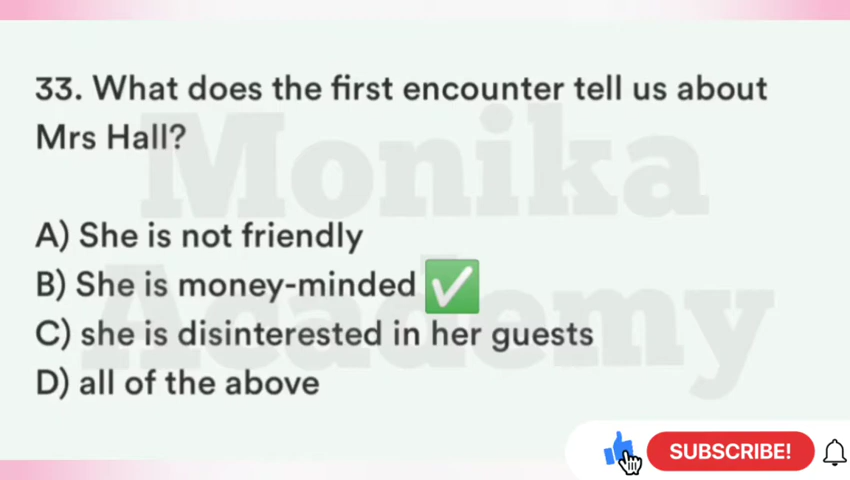 33. What does the first encounter tell us about
Mrs Hall?
A) She is not friendly
B) She is money-minded ✅
C) she is disinterested in her guests
D) all of the above
Monika
Academy
SUBSCRIBE!